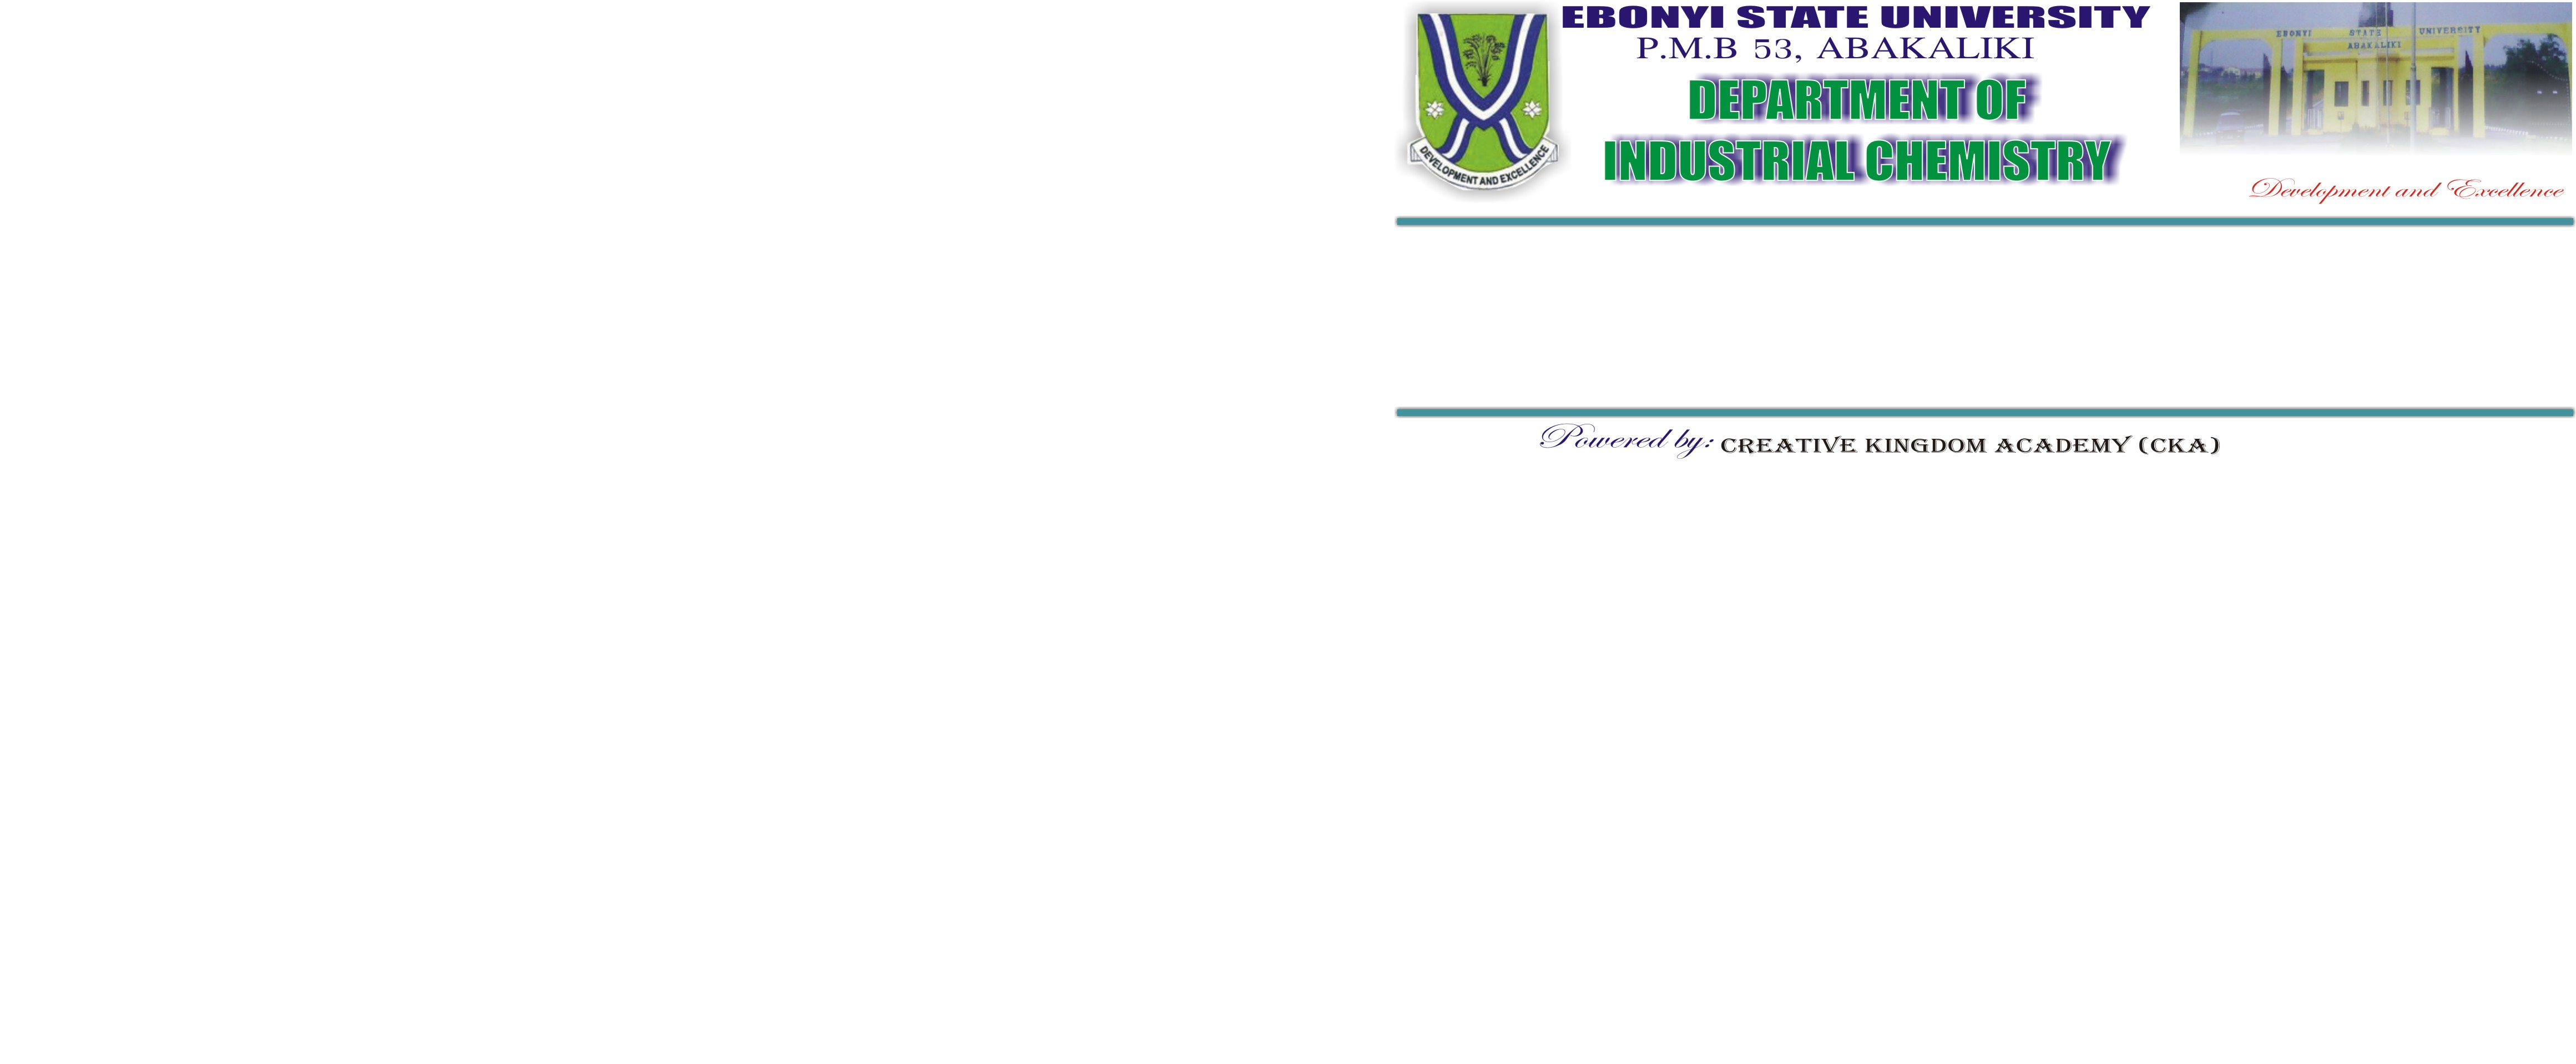 EBONYI STATE UNIVERSITY
P.M.B 53, ABAKALIKI
DEPARTMENT OF
INDUSTRIAL CHEMISTRY
DEVELOPMENT AND EXCELLENCE
EBONYI STATE UNIVERSITY
ABAKALIKI
Development and Excellence
Powered by: CREATIVE KINGDOM ACADEMY (CKA)